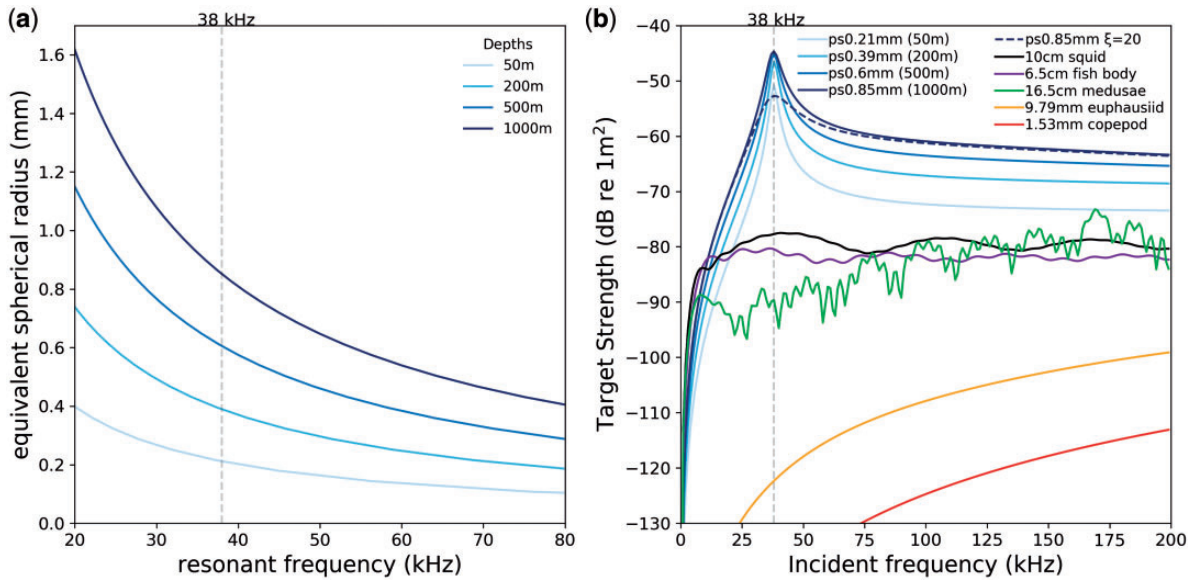 (a)
38 kHz
equivalent spherical radius (mm)
1.6
1.4
1.2
1.0
0.8
0.6
0.4
0.2
0.0
Depths
50m
200m
500m
1000m
20
30
40
50
60
70
80
resonant frequency (kHz)
(b)
38 kHz
Target Strength (dB re 1m²)
−40
−50
−60
−70
−80
−90
−100
−110
−120
−130
ps0.21mm (50m)
ps0.39mm (200m)
ps0.6mm (500m)
ps0.85mm (1000m)
ps0.85mm ξ=20
10cm squid
6.5cm fish body
16.5cm medusae
9.79mm euphausiid
1.53mm copepod
0
25
50
75
100
125
150
175
200
Incident frequency (kHz)